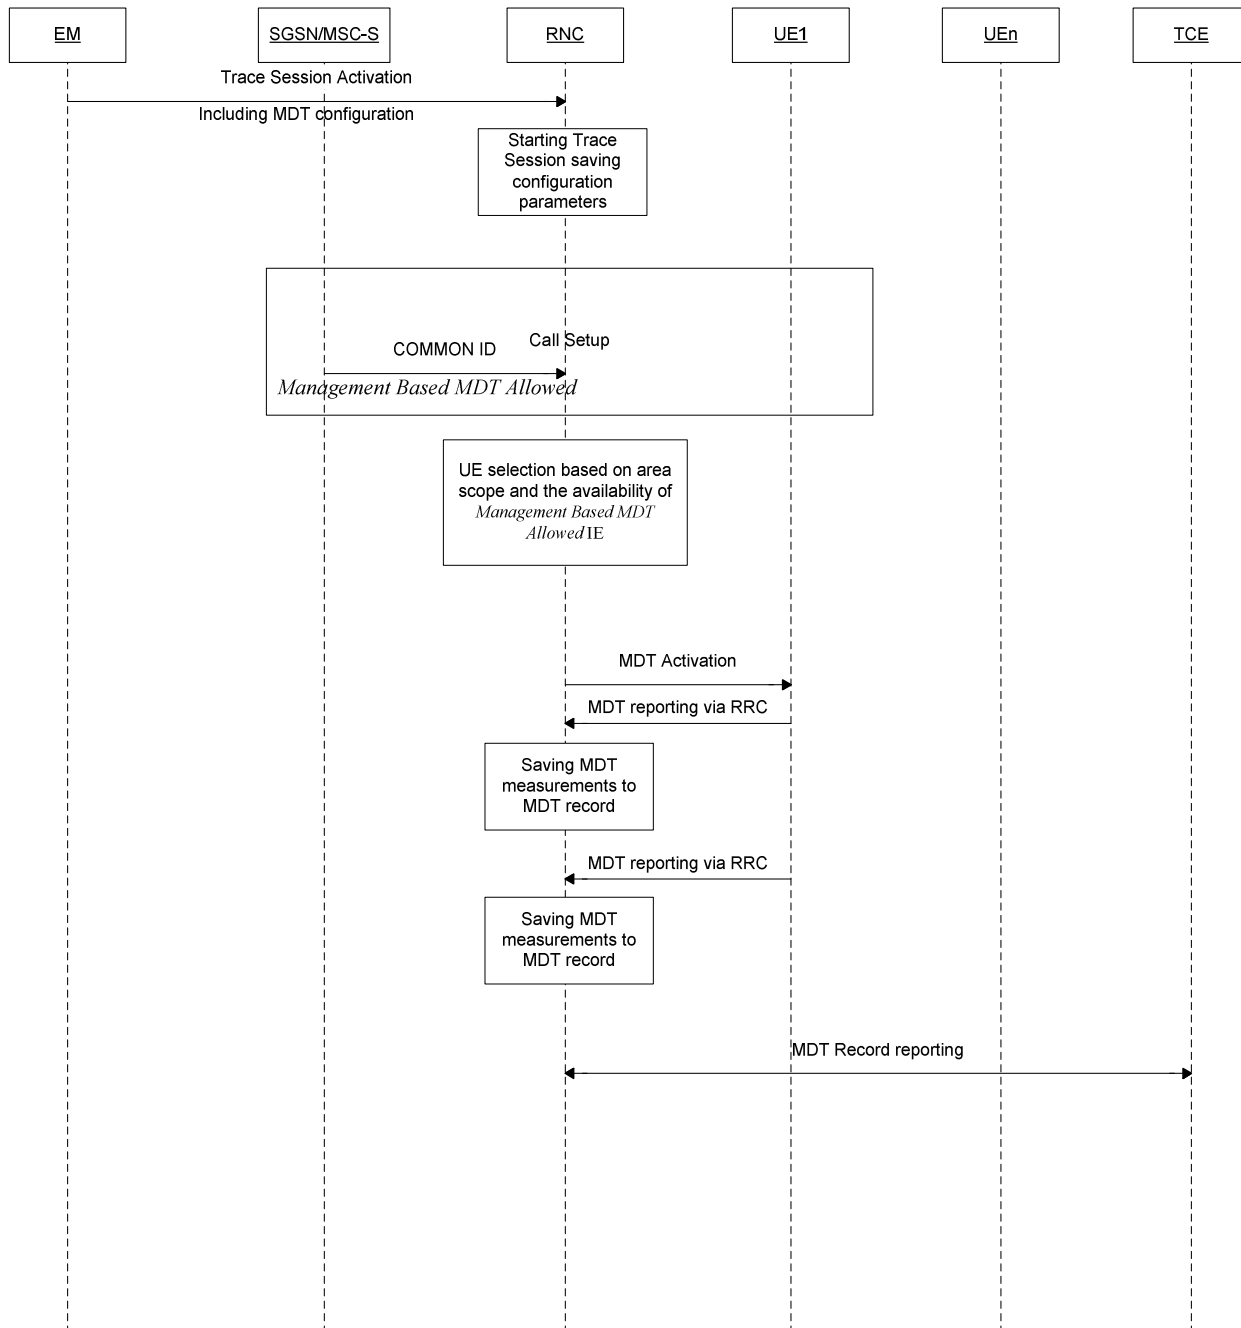 EM
SGSN/MSC-S
RNC
UE1
UEn
TCE
Trace Session Activation
Including MDT configuration
Starting Trace
Session saving
configuration
parameters
Call Setup
COMMON ID
Management Based MDT Allowed
UE selection based on area
scope and the availability of
Management Based MDT
Allowed IE
MDT Activation
MDT reporting via RRC
Saving MDT
measurements to
MDT record
MDT reporting via RRC
Saving MDT
measurements to
MDT record
MDT Record reporting